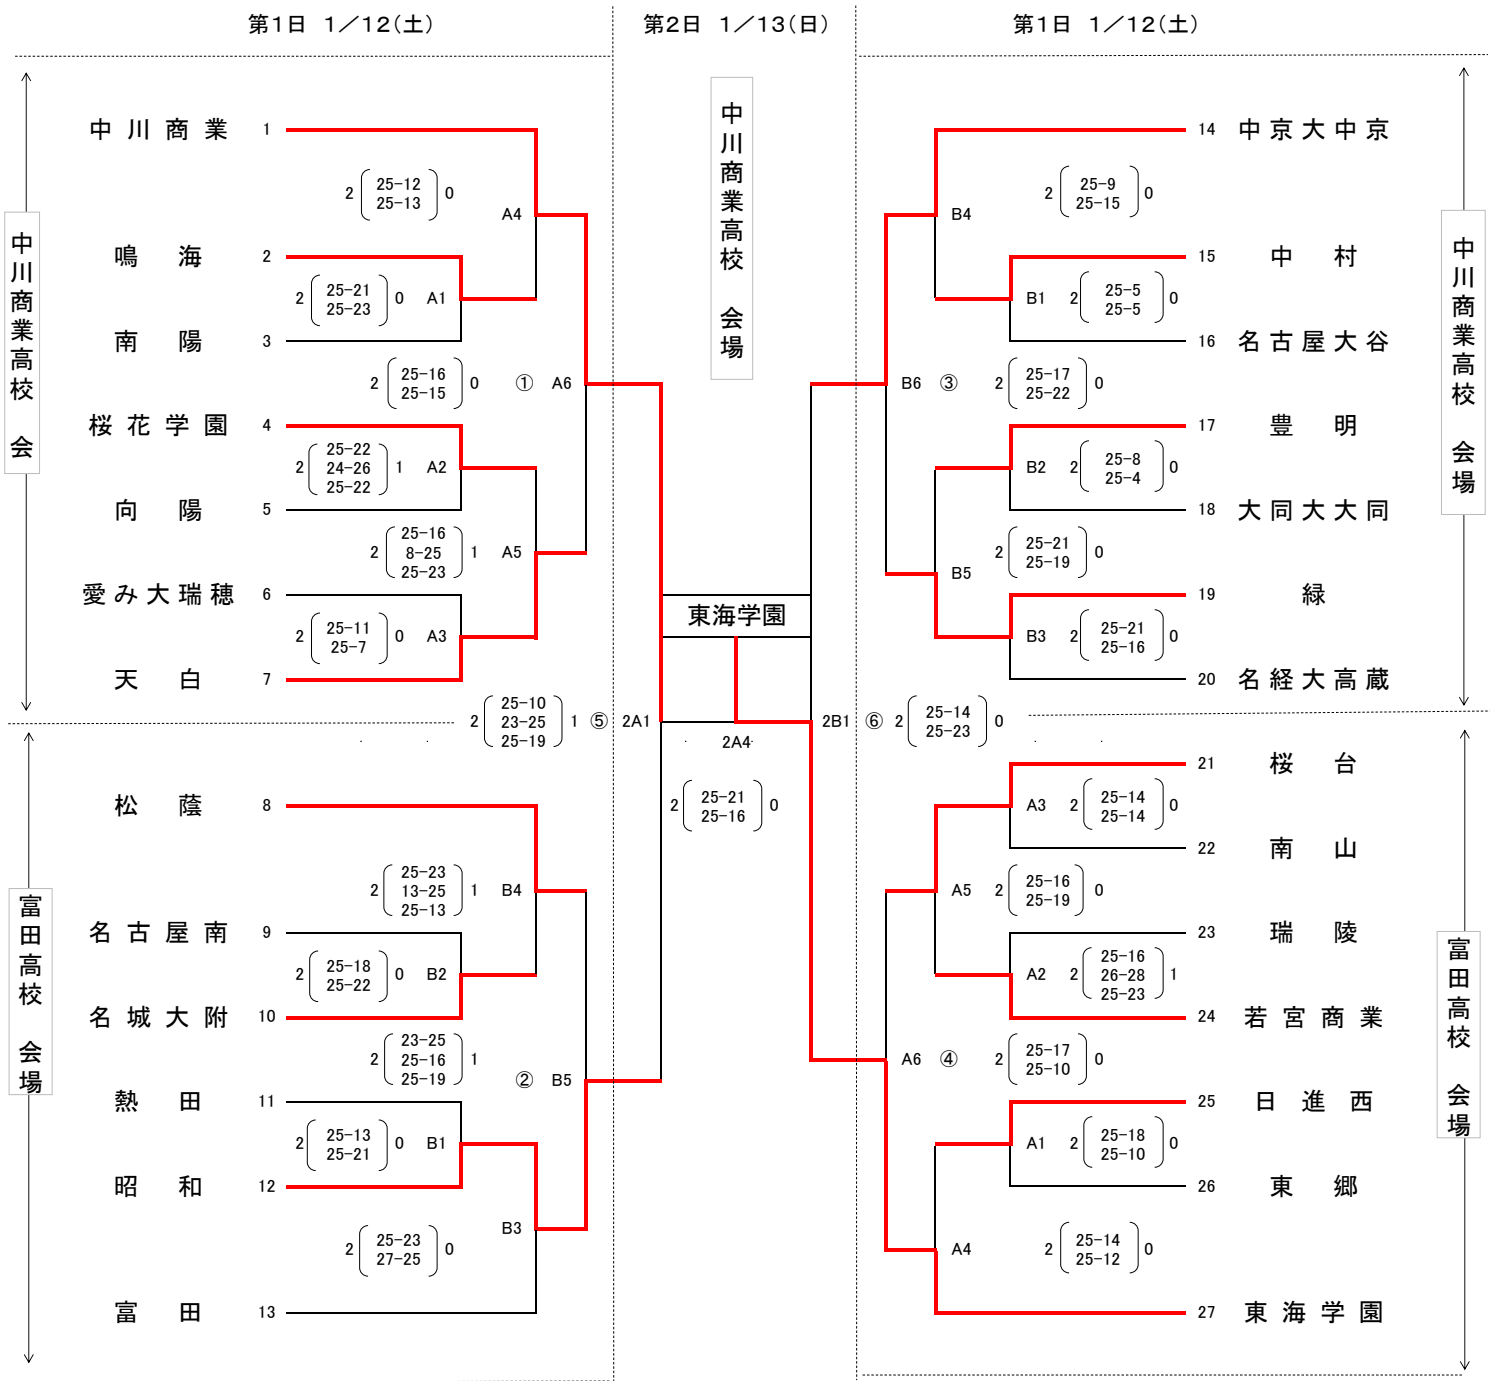 第1日 1／12(土)
第2日 1／13(日)
第1日 1／12(土)
中川商業高校 会
中川商業 1
2 25-12 25-13 0
A4
鳴海 2
2 25-21 25-23 0 A1
南陽 3
2 25-16 25-15 0 ① A6
桜花学園 4
2 25-22 24-26 25-22 1 A2
向陽 5
2 25-16 8-25 25-23 1 A5
愛み大瑞穂 6
2 25-11 25-7 0 A3
天白 7
2 25-10 23-25 25-19 1 ⑤ 2A1
富田高校 会場
松蔭 8
2 25-23 13-25 25-13 1 B4
名古屋南 9
2 25-18 25-22 0 B2
名城大附 10
2 23-25 25-16 25-19 1 ② B5
熱田 11
2 25-13 25-21 0 B1
昭和 12
B3
2 25-23 27-25 0
富田 13
中川商業高校 会場
東海学園
2A4
2 25-21 25-16 0
14 中京大中京
2 25-9 25-15 0
B4
15 中村
B1 2 25-5 25-5 0
16 名古屋大谷
B6 ③ 2 25-17 25-22 0
17 豊明
B2 2 25-8 25-4 0
18 大同大大同
B5 2 25-21 25-19 0
19 緑
B3 2 25-21 25-16 0
20 名経大高蔵
中川商業高校 会場
2B1 ⑥ 2 25-14 25-23 0
21 桜台
A3 2 25-14 25-14 0
22 南山
A5 2 25-16 25-19 0
23 瑞陵
A2 2 25-16 26-28 25-23 1
24 若宮商業
A6 ④ 2 25-17 25-10 0
25 日進西
A1 2 25-18 25-10 0
26 東郷
A4 2 25-14 25-12 0
27 東海学園
富田高校 会場